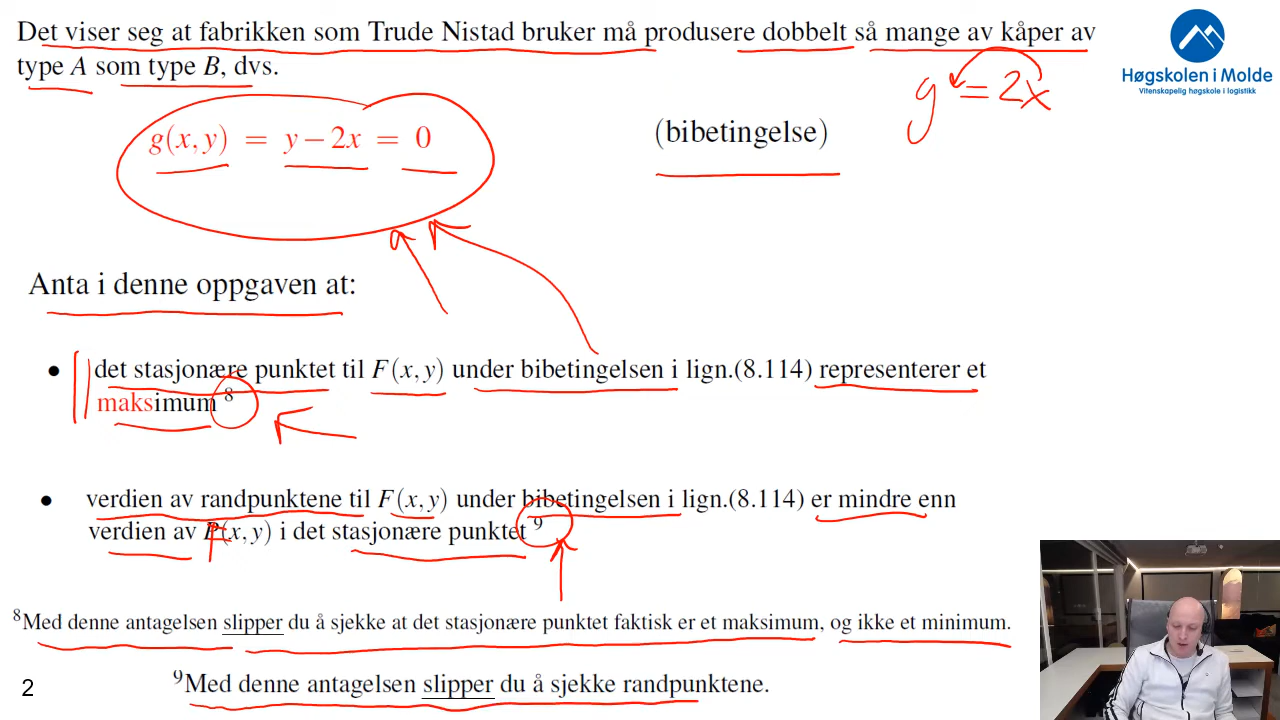 Det viser seg at fabrikken som Trude Nistad bruker må produsere dobbelt så mange av kåper av
type A som type B, dvs.
Høgskolen i Molde
Vitenskapelig høgskole i logistikk
y = 2x
g(x,y) = y − 2x = 0
(bibetingelse)
Anta i denne oppgaven at:
• det stasjonære punktet til F(x,y) under bibetingelsen i lign.(8.114) representerer et
maksimum 8
• verdien av randpunktene til F(x,y) under bibetingelsen i lign.(8.114) er mindre enn
verdien av F(x,y) i det stasjonære punktet 9
8Med denne antagelsen slipper du å sjekke at det stasjonære punktet faktisk er et maksimum, og ikke et minimum.
9Med denne antagelsen slipper du å sjekke randpunktene.
2